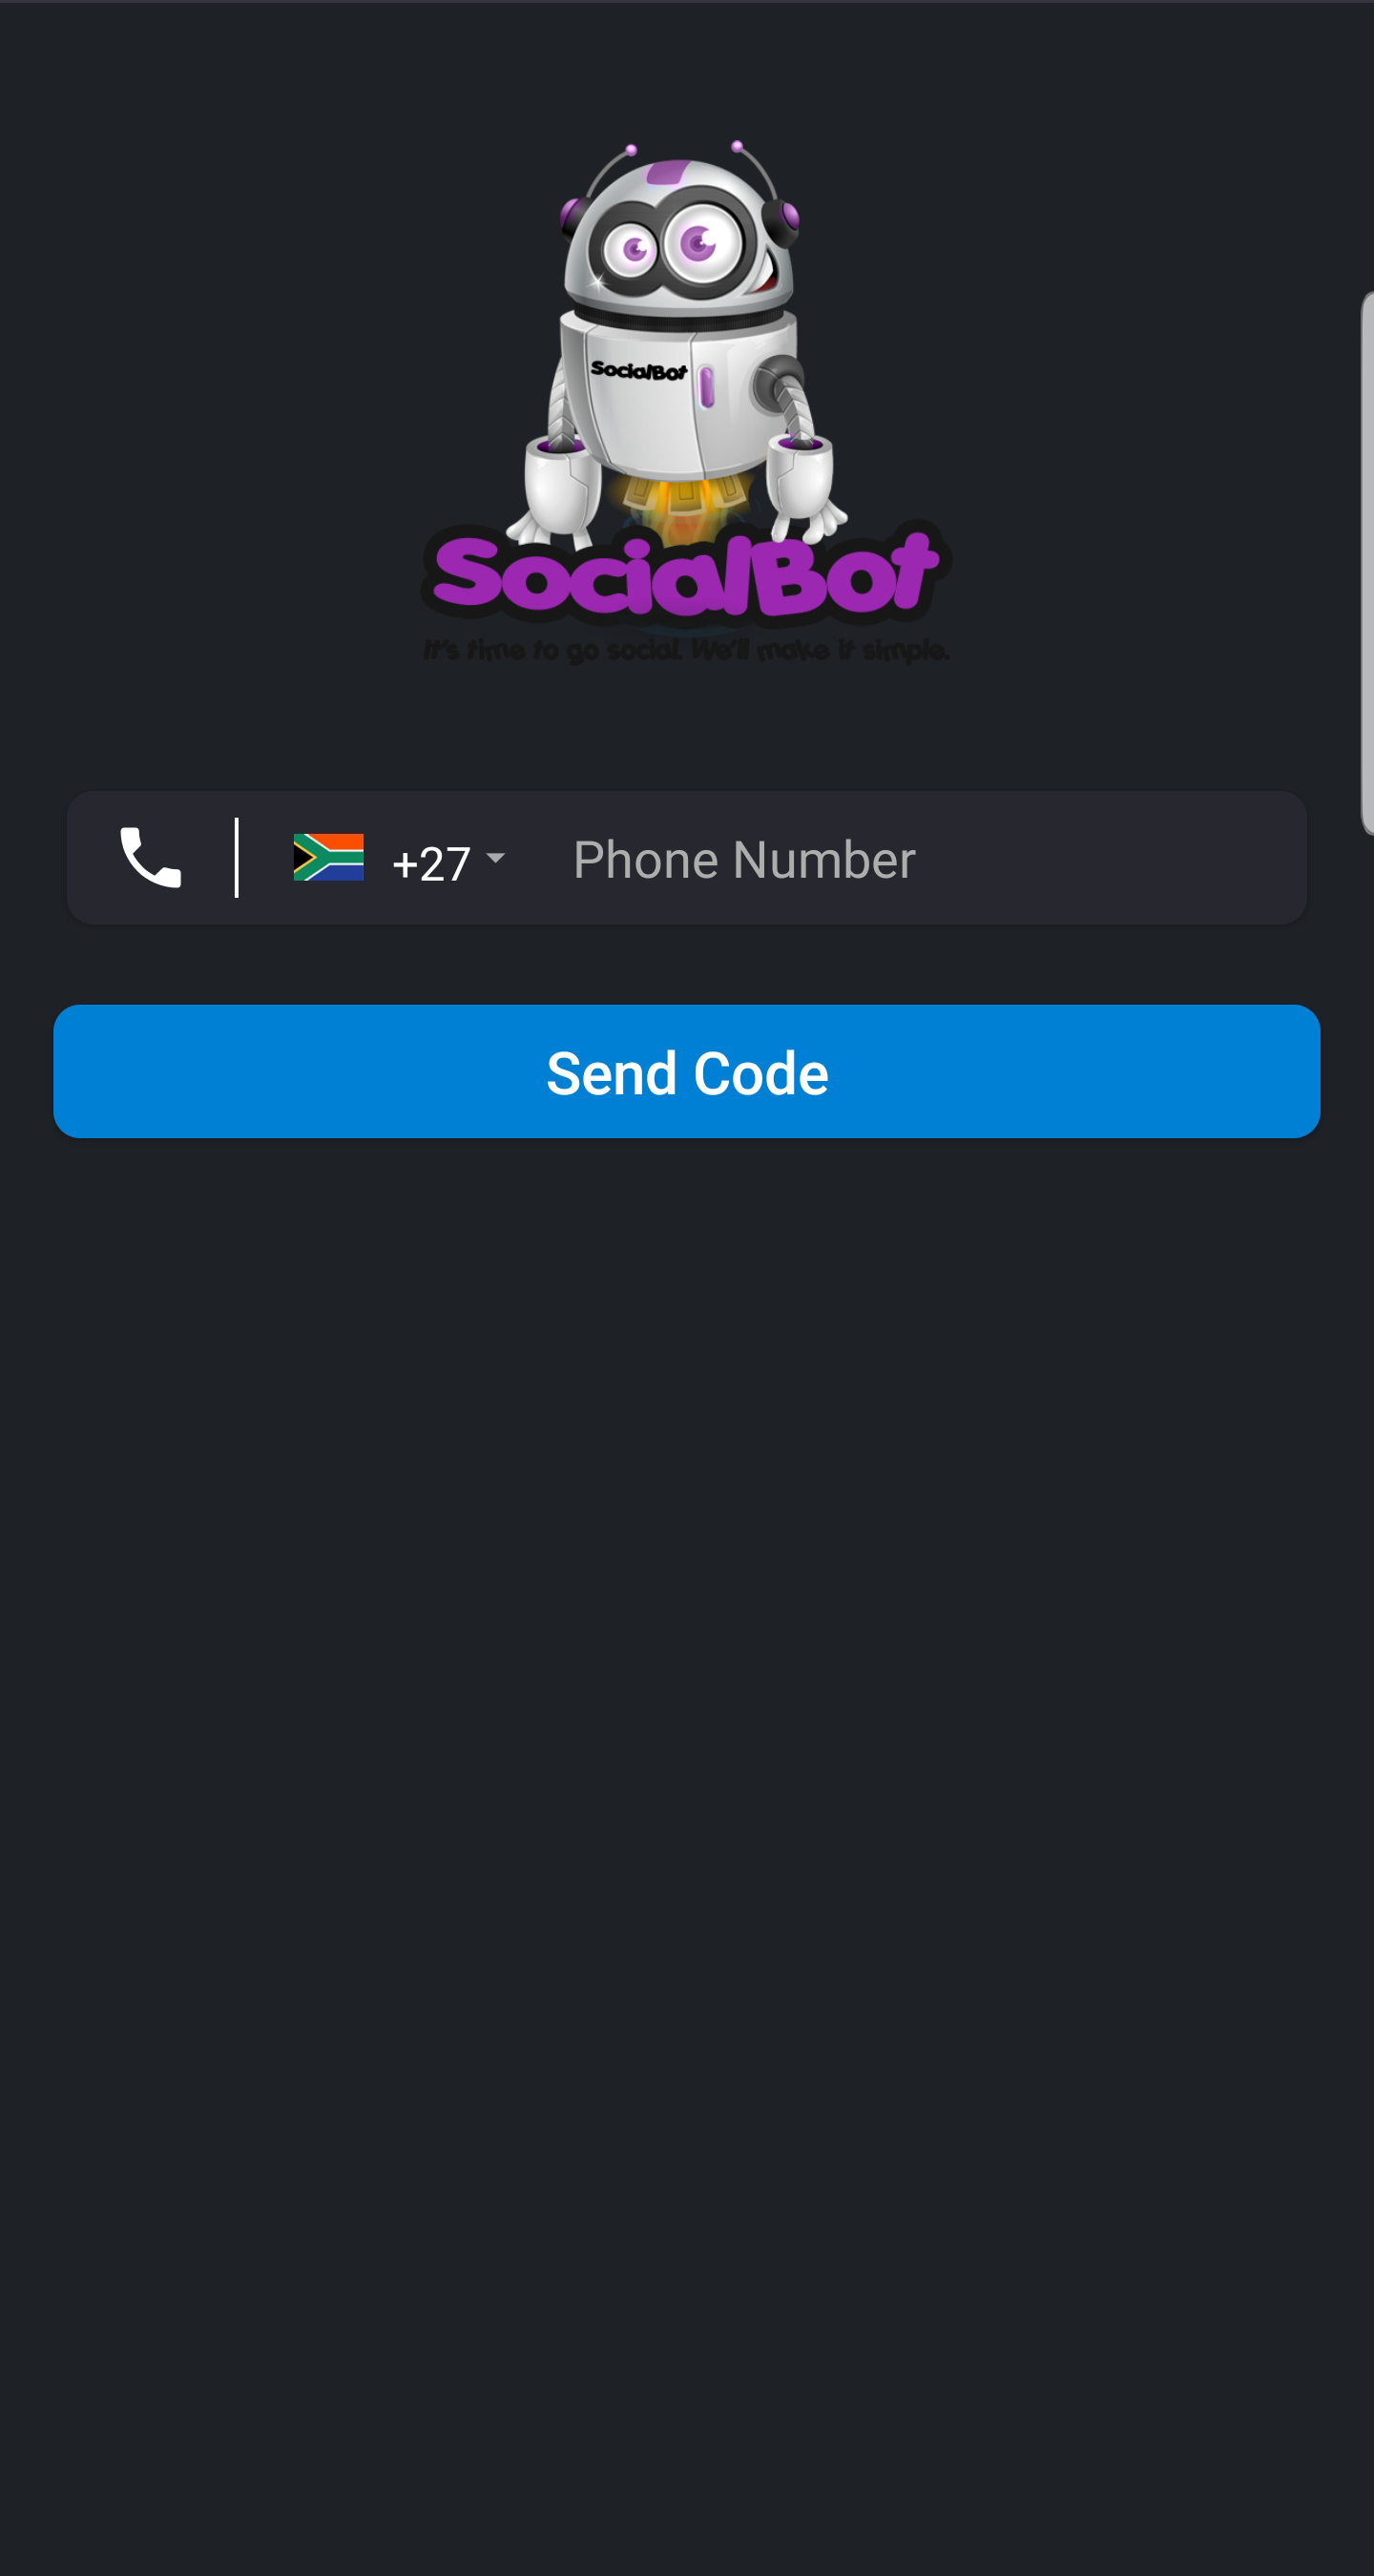 SocialBot
SocialBot
It's time to go social. We'll make it simple.
+27 Phone Number
Send Code